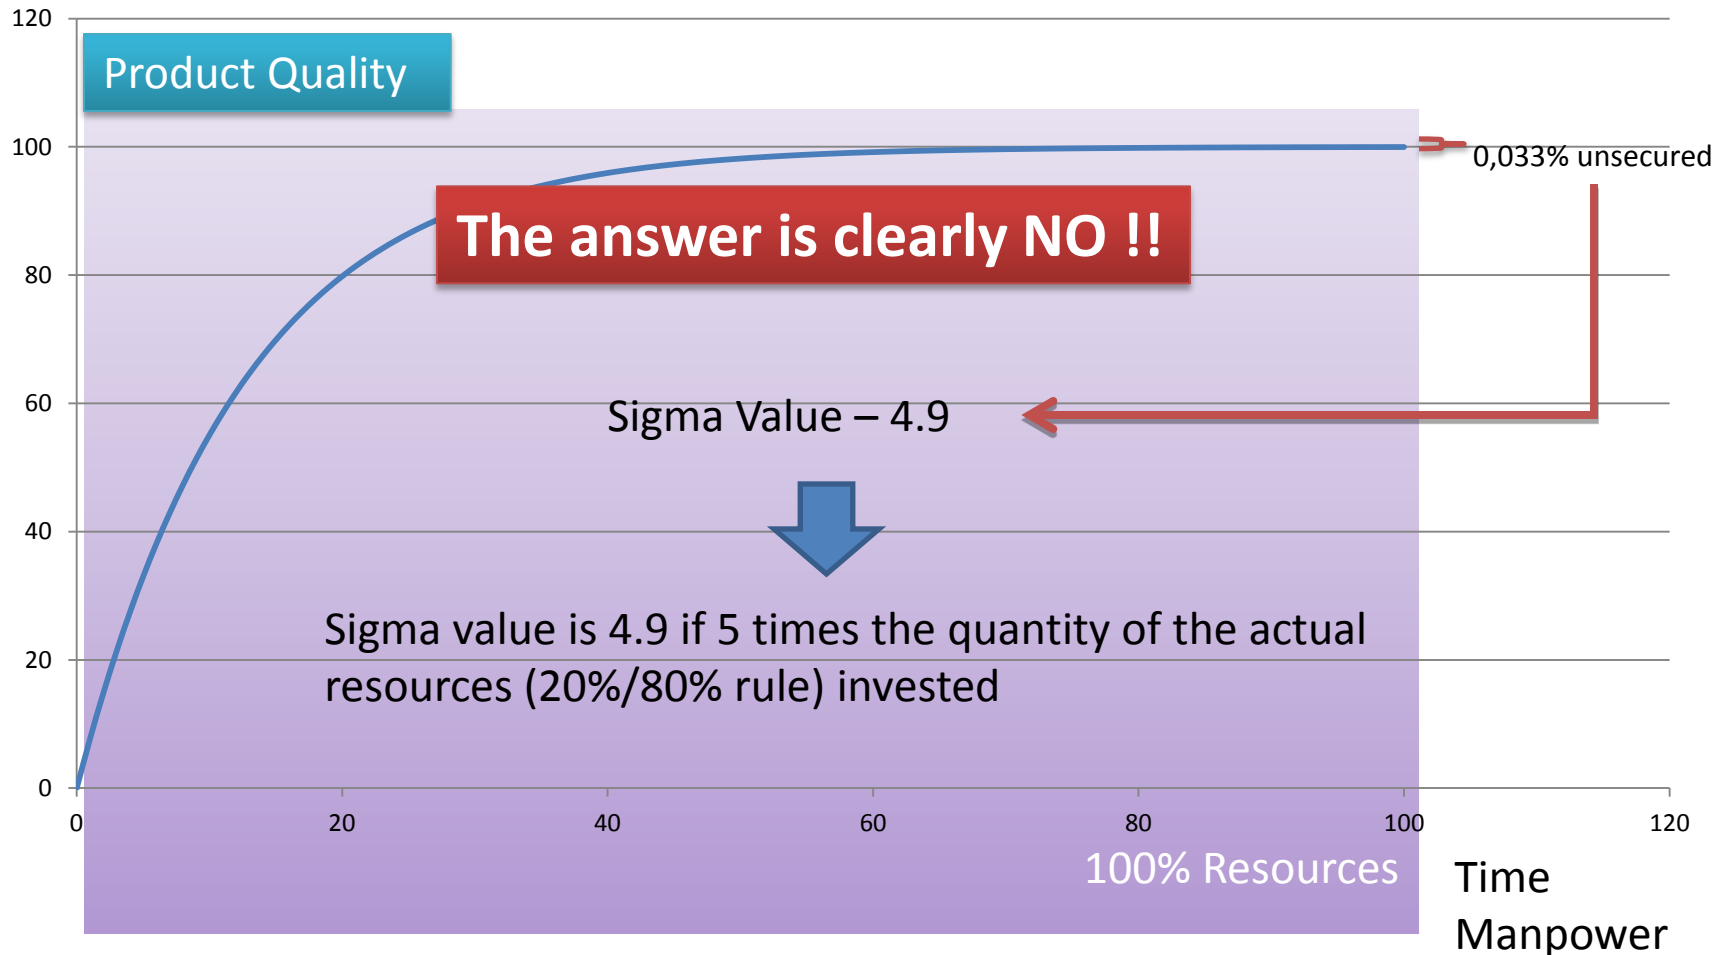 120
Product Quality
100
0,033% unsecured
The answer is clearly NO !!
80
60
Sigma Value – 4.9
40
Sigma value is 4.9 if 5 times the quantity of the actual
resources (20%/80% rule) invested
20
0
0 20 40 60 80 100 120
100% Resources
Time
Manpower